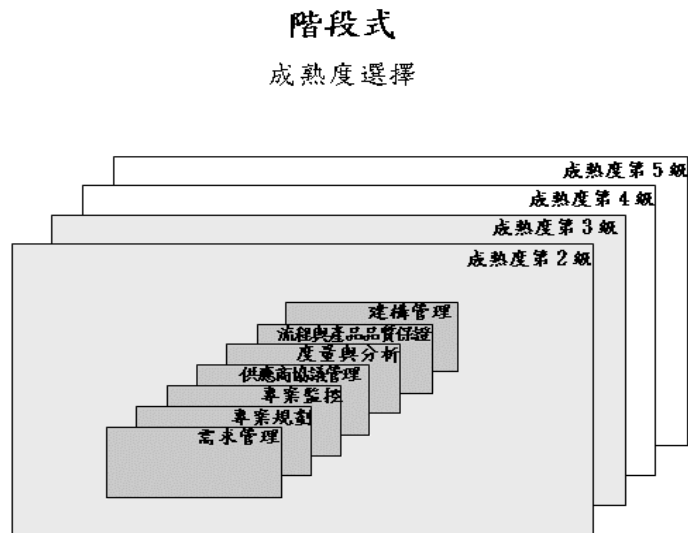 階段式
成熟度選擇
成熟度第5級
成熟度第4級
成熟度第3級
成熟度第2級
建構管理
流程與產品品質保證
度量與分析
供應商協議管理
專案監控
專案規劃
需求管理